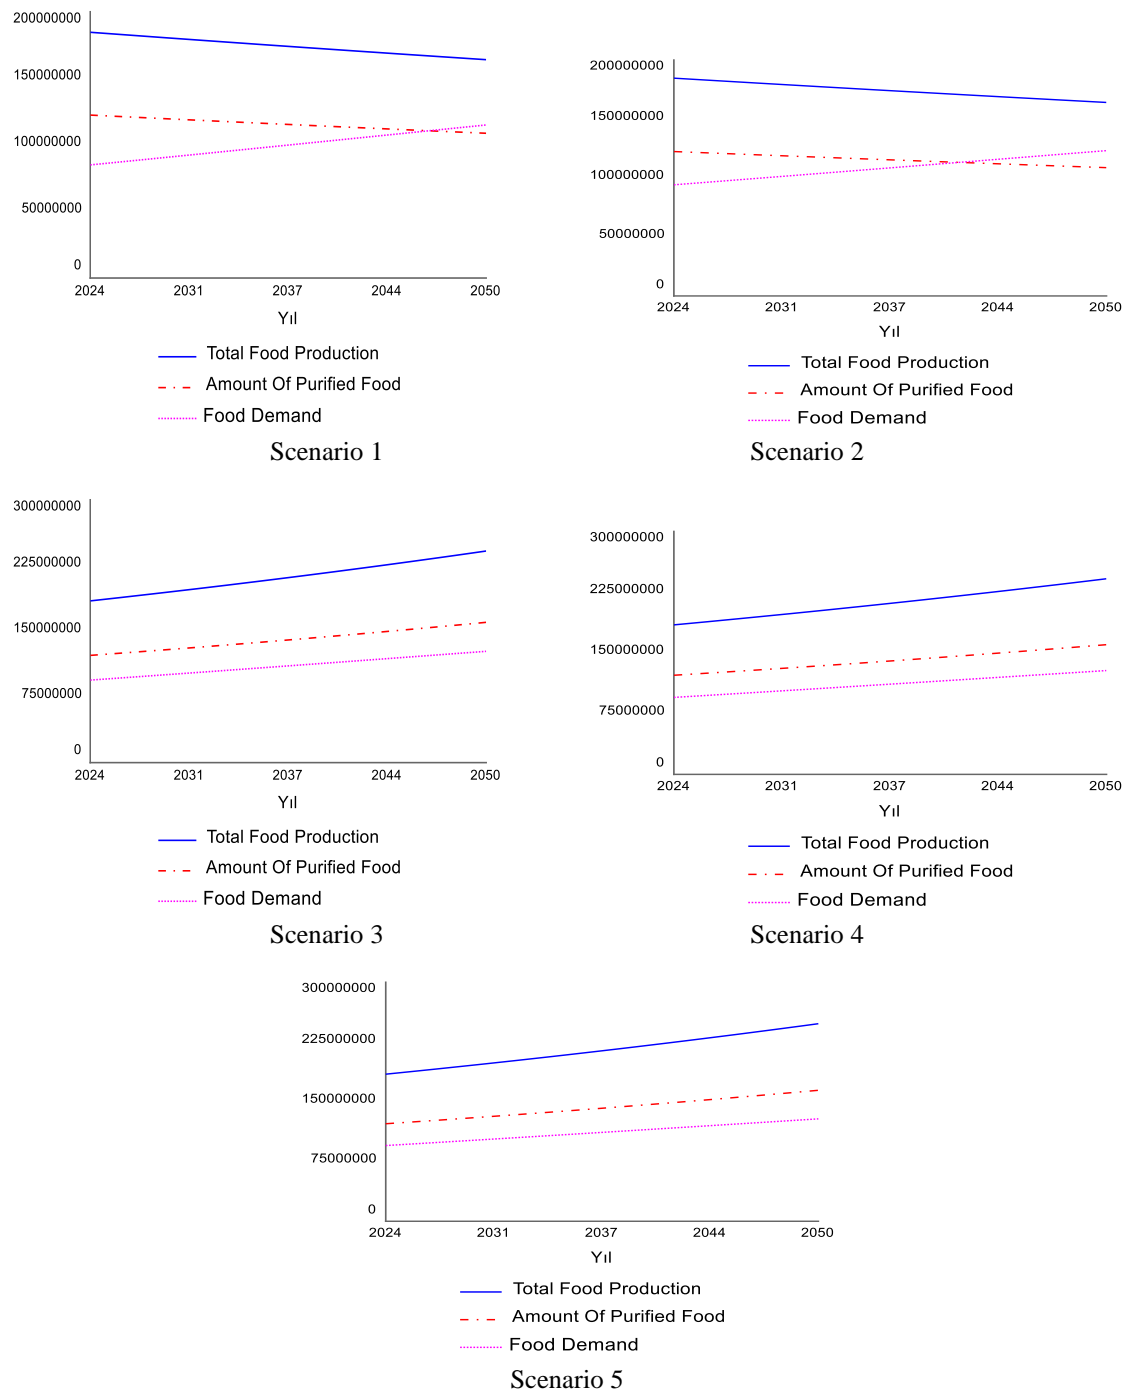 200000000
150000000
100000000
50000000
0
2024 2031 2037 2044 2050
Yıl
Total Food Production
Amount Of Purified Food
Food Demand
Scenario 1
200000000
150000000
100000000
50000000
0
2024 2031 2037 2044 2050
Yıl
Total Food Production
Amount Of Purified Food
Food Demand
Scenario 2
300000000
225000000
150000000
75000000
0
2024 2031 2037 2044 2050
Yıl
Total Food Production
Amount Of Purified Food
Food Demand
Scenario 3
300000000
225000000
150000000
75000000
0
2024 2031 2037 2044 2050
Yıl
Total Food Production
Amount Of Purified Food
Food Demand
Scenario 4
300000000
225000000
150000000
75000000
0
2024 2031 2037 2044 2050
Yıl
Total Food Production
Amount Of Purified Food
Food Demand
Scenario 5